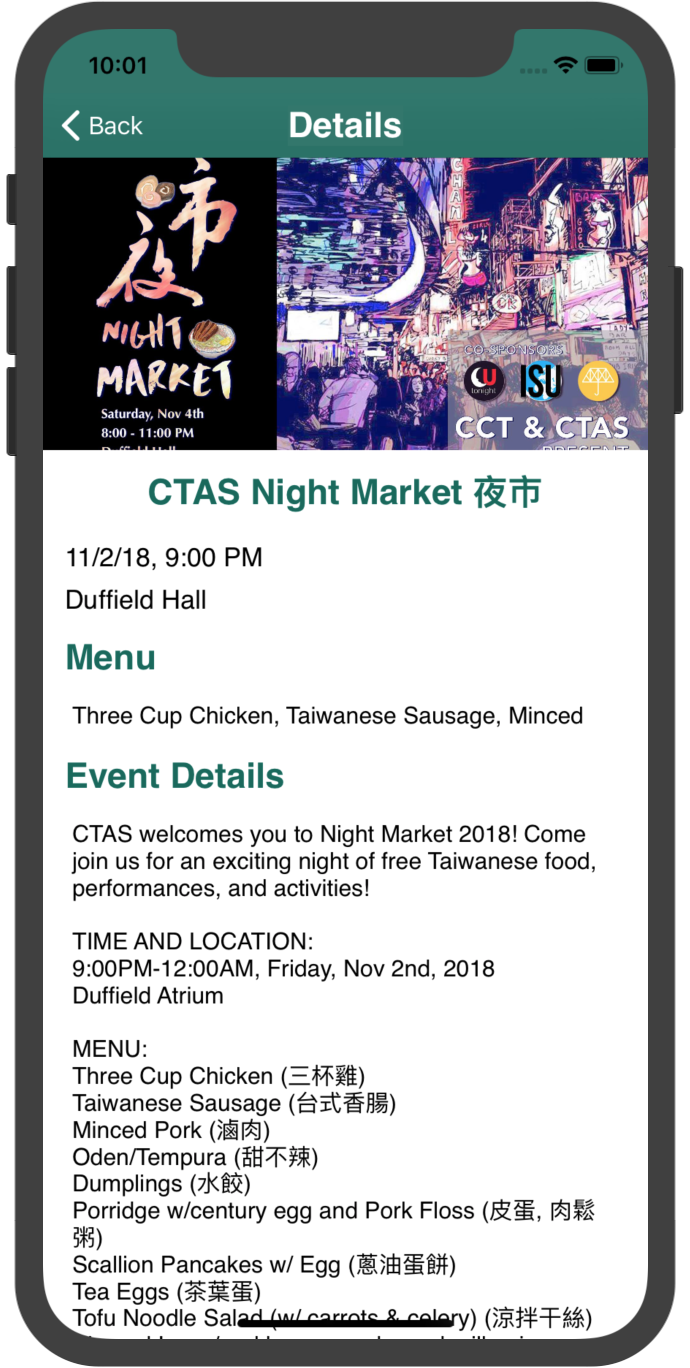 10:01
Back
Details
夜市
NIGHT
MARKET
Saturday, Nov 4th
8:00 - 11:00 PM
Duffield Hall
CO-SPONSORS
CU
tonight
ISU
CCT & CTAS
PRESENT
CTAS Night Market 夜市
11/2/18, 9:00 PM
Duffield Hall
Menu
Three Cup Chicken, Taiwanese Sausage, Minced
Event Details
CTAS welcomes you to Night Market 2018! Come
join us for an exciting night of free Taiwanese food,
performances, and activities!
TIME AND LOCATION:
9:00PM-12:00AM, Friday, Nov 2nd, 2018
Duffield Atrium
MENU:
Three Cup Chicken (三杯雞)
Taiwanese Sausage (台式香腸)
Minced Pork (滷肉)
Oden/Tempura (甜不辣)
Dumplings (水餃)
Porridge w/century egg and Pork Floss (皮蛋, 肉鬆
粥)
Scallion Pancakes w/ Egg (蔥油蛋餅)
Tea Eggs (茶葉蛋)
Tofu Noodle Salad (w/ carrots & celery) (涼拌干絲)